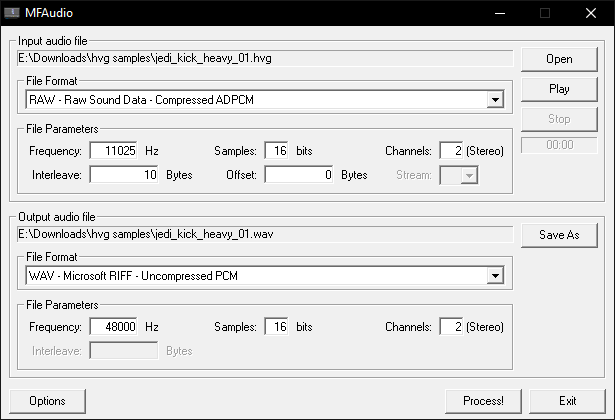 MFAudio
Input audio file
E:\Downloads\hvg samples\jedi_kick_heavy_01.hvg
Open
File Format
RAW - Raw Sound Data - Compressed ADPCM
Play
Stop
00:00
File Parameters
Frequency: 11025 Hz Samples: 16 bits Channels: 2 (Stereo)
Interleave: 10 Bytes Offset: 0 Bytes Stream:
Output audio file
E:\Downloads\hvg samples\jedi_kick_heavy_01.wav
Save As
File Format
WAV - Microsoft RIFF - Uncompressed PCM
File Parameters
Frequency: 48000 Hz Samples: 16 bits Channels: 2 (Stereo)
Interleave: Bytes
Options Process! Exit